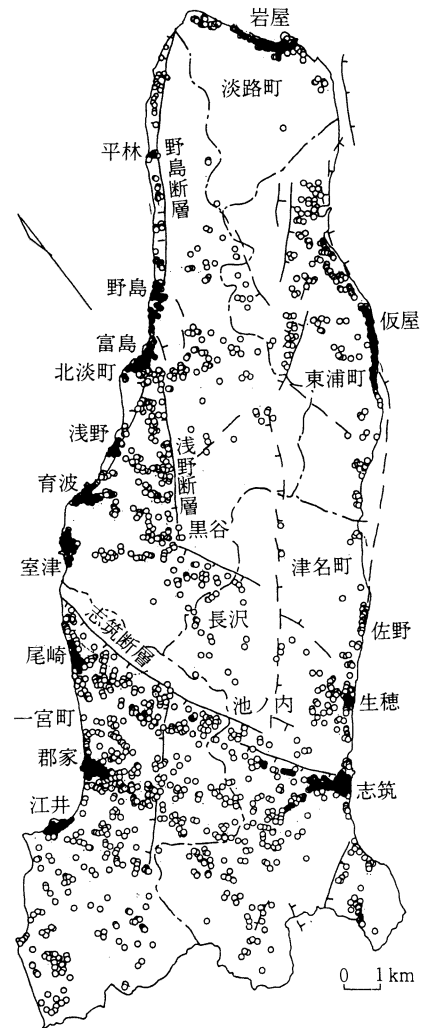 岩屋
淡路町
平林
野島断層
野島
仮屋
富島
北淡町
東浦町
浅野
浅野断層
育波
黒谷
室津
津名町
長沢
佐野
志筑断層
尾崎
池ノ内
生穂
一宮町
郡家
志筑
江井
0 1km